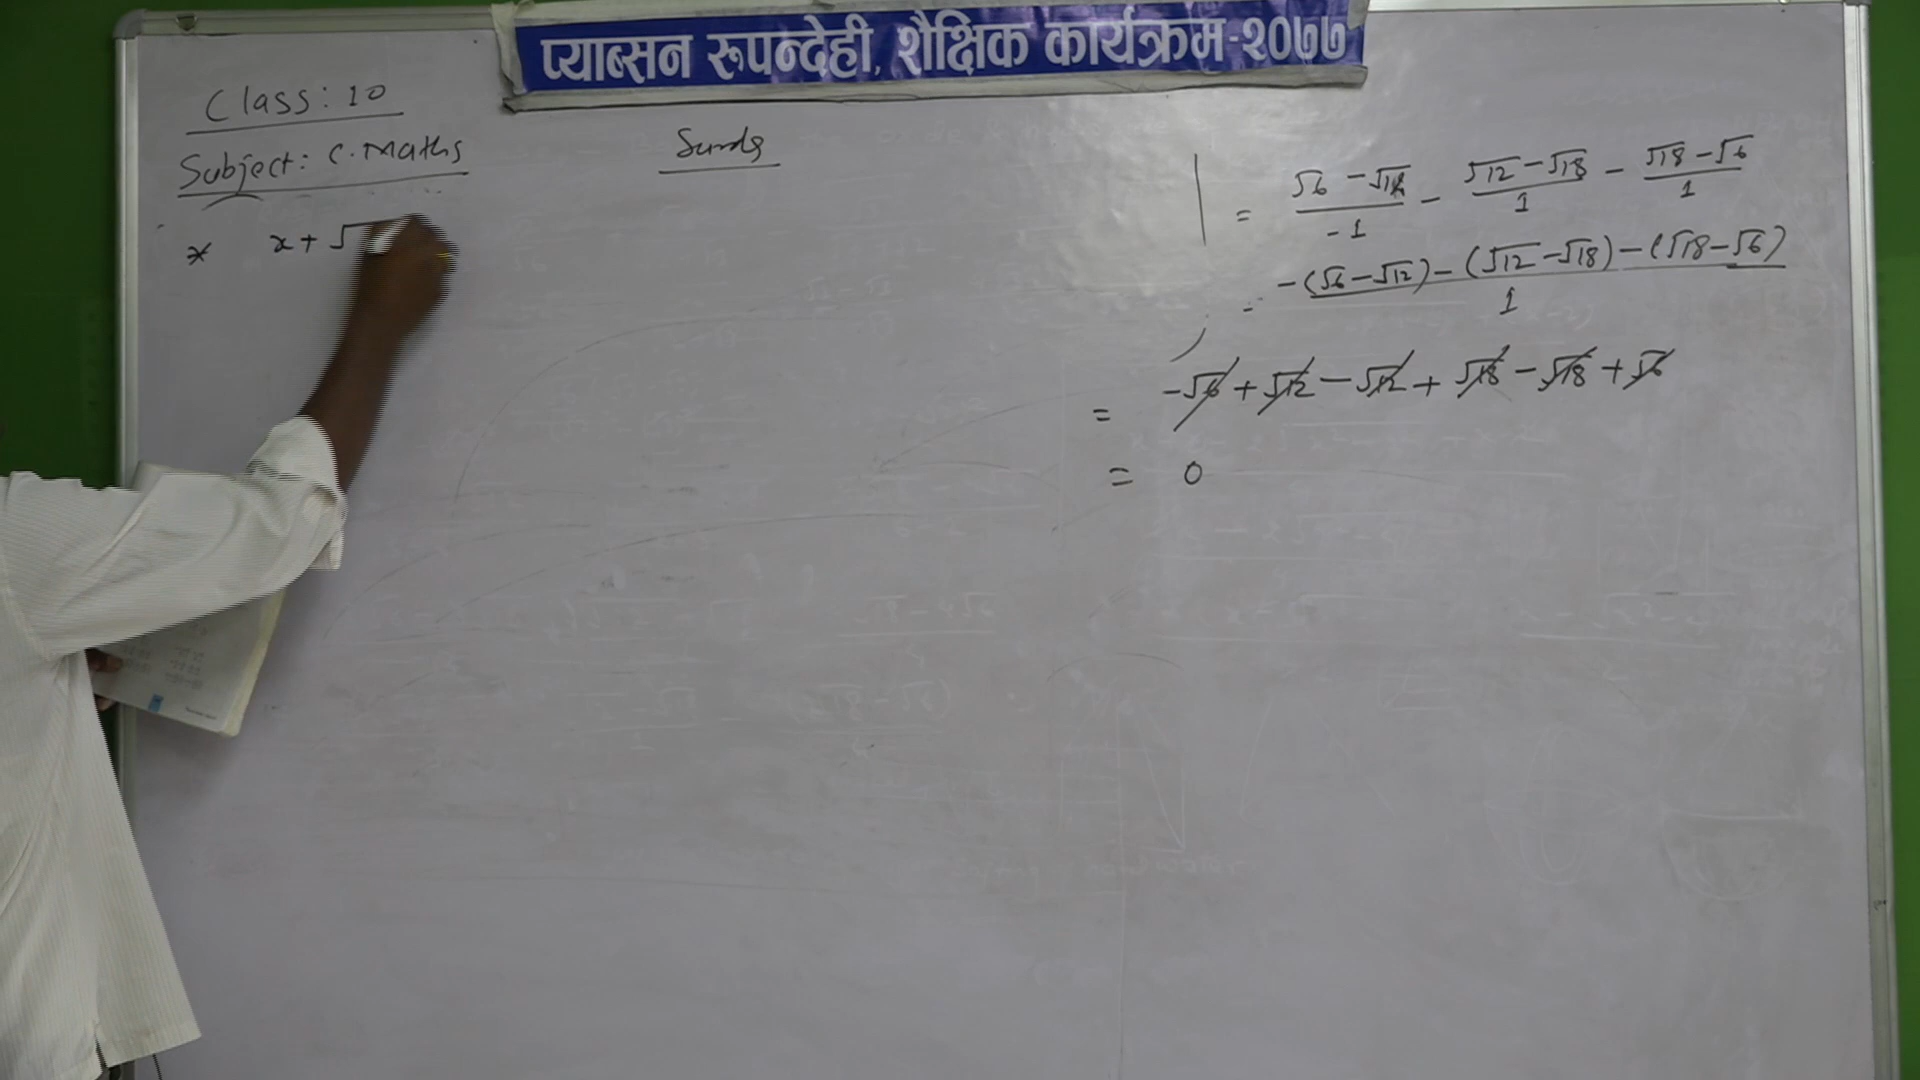 प्याब्सन रुपन्देही, शैक्षिक कार्यक्रम-२०७७
Class: 10
Subject: C. Maths
Surds
* x + √
= (√6 - √12)/-1 - (√12 - √18)/1 - (√18 - √6)/1
= (-(√6 - √12) - (√12 - √18) - (√18 - √6))/1
= -√6 + √12 - √12 + √18 - √18 + √6
= 0